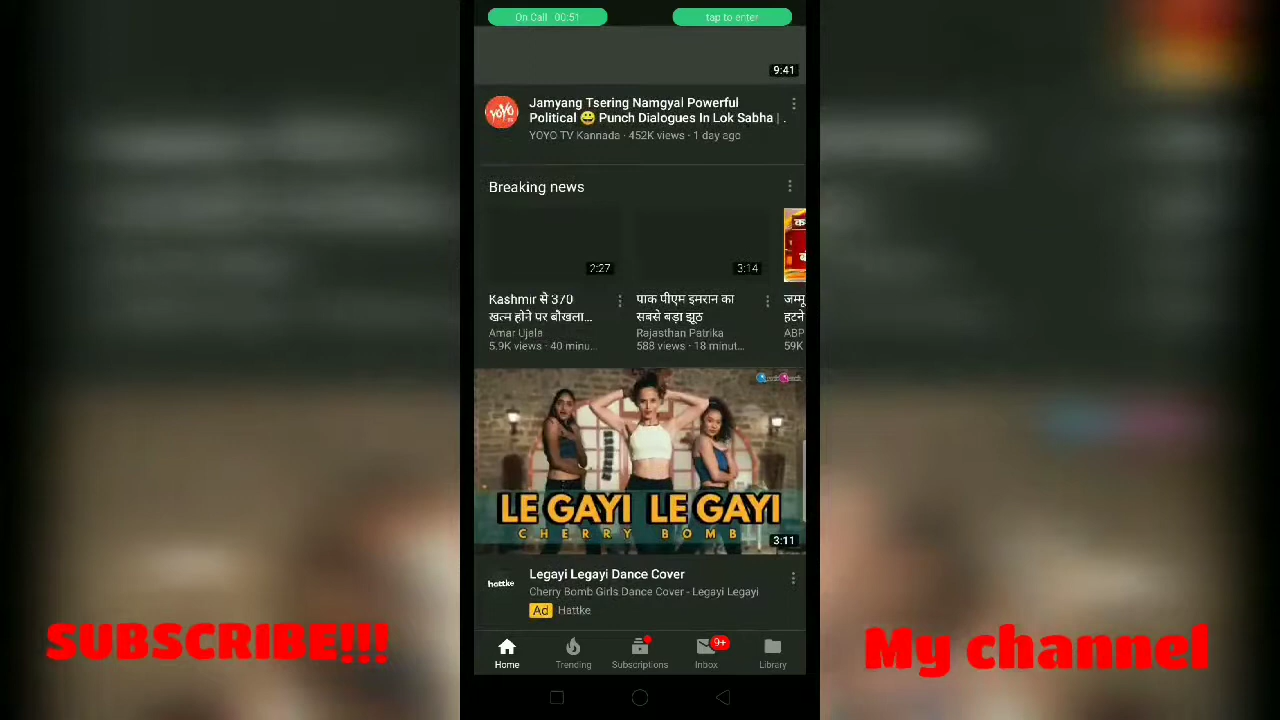 On Call 00:51
tap to enter
9:41
YOYO
Jamyang Tsering Namgyal Powerful
Political 😀 Punch Dialogues In Lok Sabha | .
YOYO TV Kannada · 452K views · 1 day ago
Breaking news
2:27
3:14
Kashmir से 370
खत्म होने पर बौखला...
Amar Ujala
5.9K views · 40 minu...
पाक पीएम इमरान का
सबसे बड़ा झूठ
Rajasthan Patrika
588 views · 18 minut...
जम्मू
हटने
ABP
59K
LE GAYI LE GAYI
CHERRY BOMB
3:11
hattke
Legayi Legayi Dance Cover
Cherry Bomb Girls Dance Cover - Legayi Legayi
Ad Hattke
SUBSCRIBE!!!
My channel
Home
Trending
Subscriptions
9+
Inbox
Library